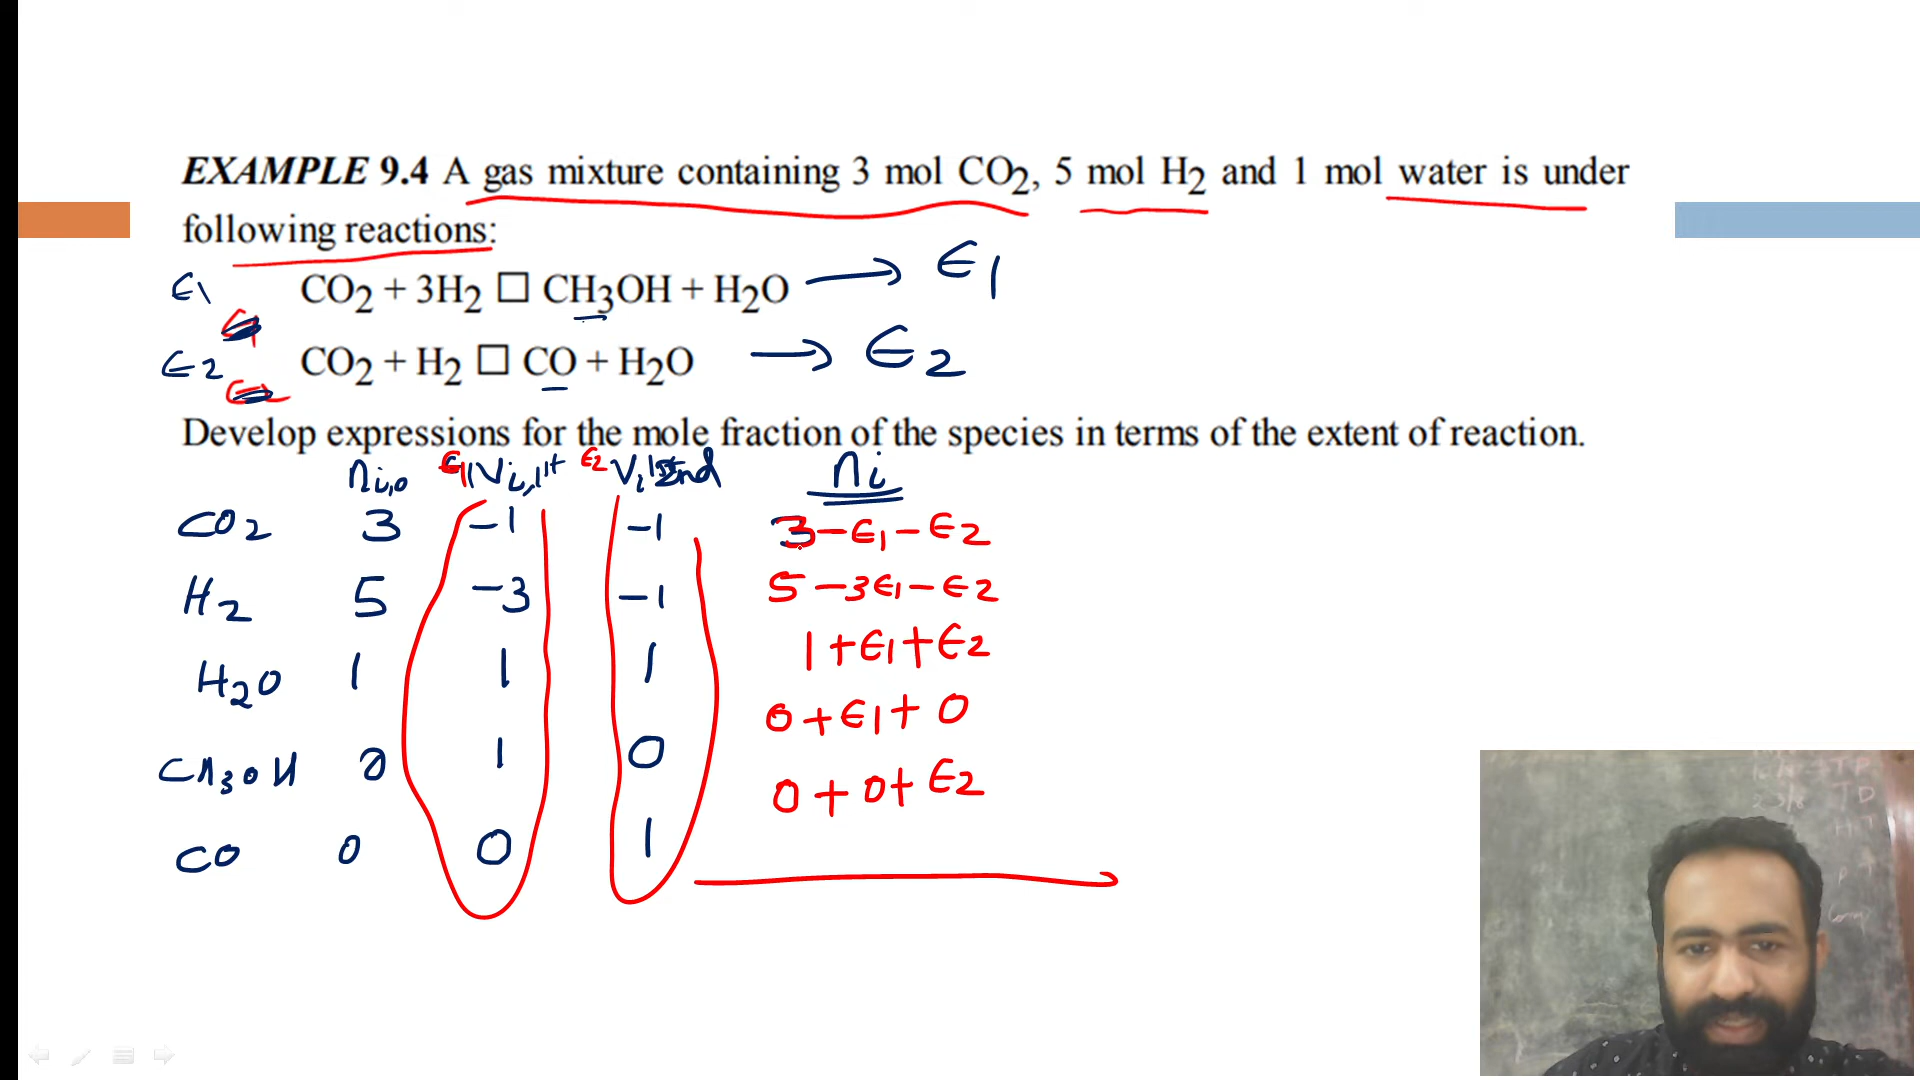 EXAMPLE 9.4 A gas mixture containing 3 mol CO2, 5 mol H2 and 1 mol water is under
following reactions:
ϵ1 CO2 + 3H2 □ CH3OH + H2O → ϵ1
ϵ2 CO2 + H2 □ CO + H2O → ϵ2
Develop expressions for the mole fraction of the species in terms of the extent of reaction.
ni,0 ϵ1 νi,1st ϵ2 νi 2nd ni
CO2 3 -1 -1 3-ϵ1-ϵ2
H2 5 -3 -1 5-3ϵ1-ϵ2
H2O 1 1 1 1+ϵ1+ϵ2
CH3OH 0 1 0 0+ϵ1+0
CO 0 0 1 0+0+ϵ2